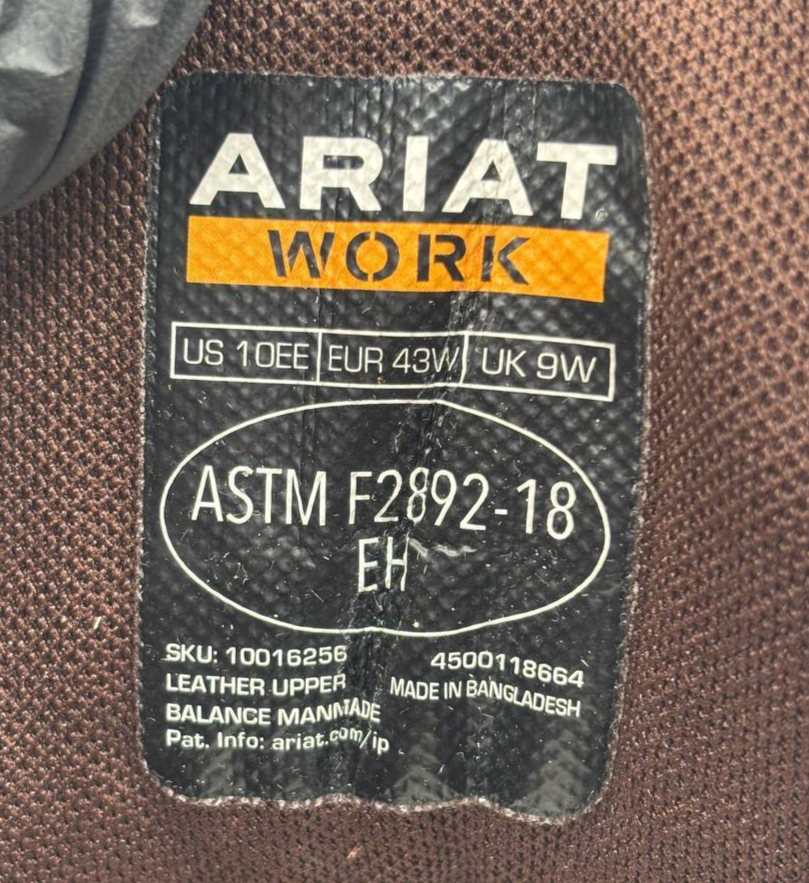 ARIAT
WORK
US 10EE EUR 43W UK 9W
ASTM F2892-18
EH
SKU: 10016256 4500118664
LEATHER UPPER MADE IN BANGLADESH
BALANCE MANMADE
Pat. Info: ariat.com/ip